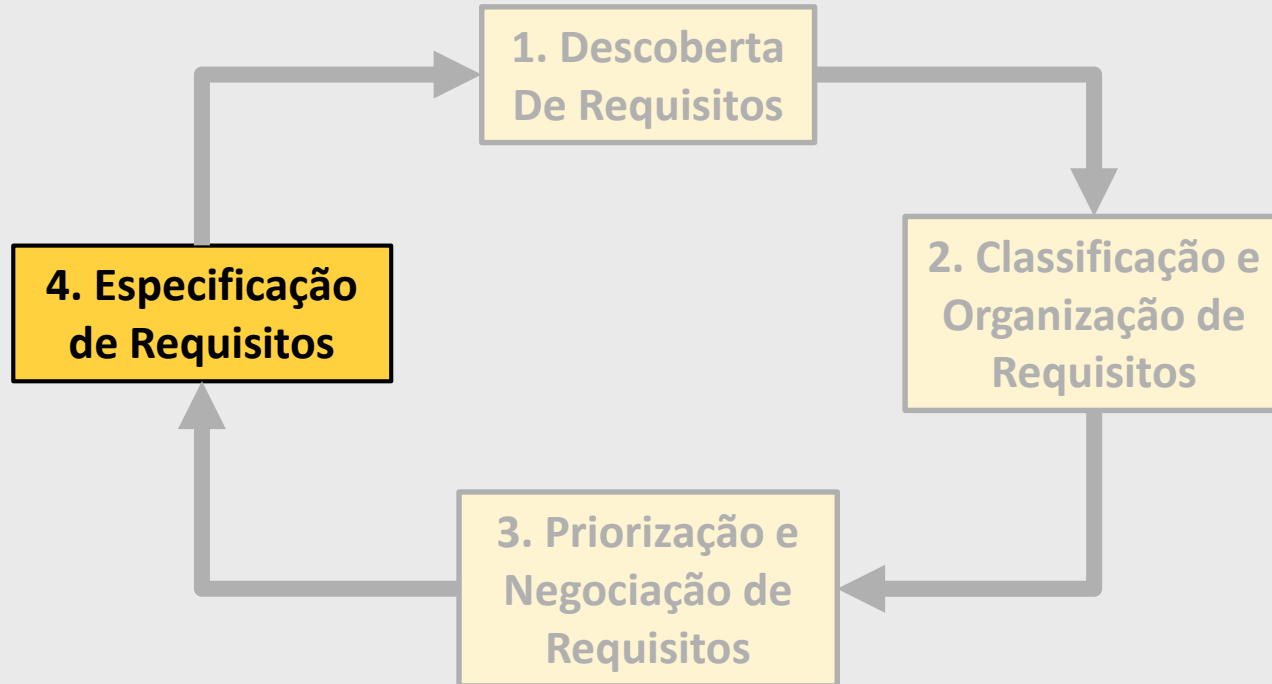 1. Descoberta
De Requisitos
2. Classificação e
Organização de
Requisitos
3. Priorização e
Negociação de
Requisitos
4. Especificação
de Requisitos